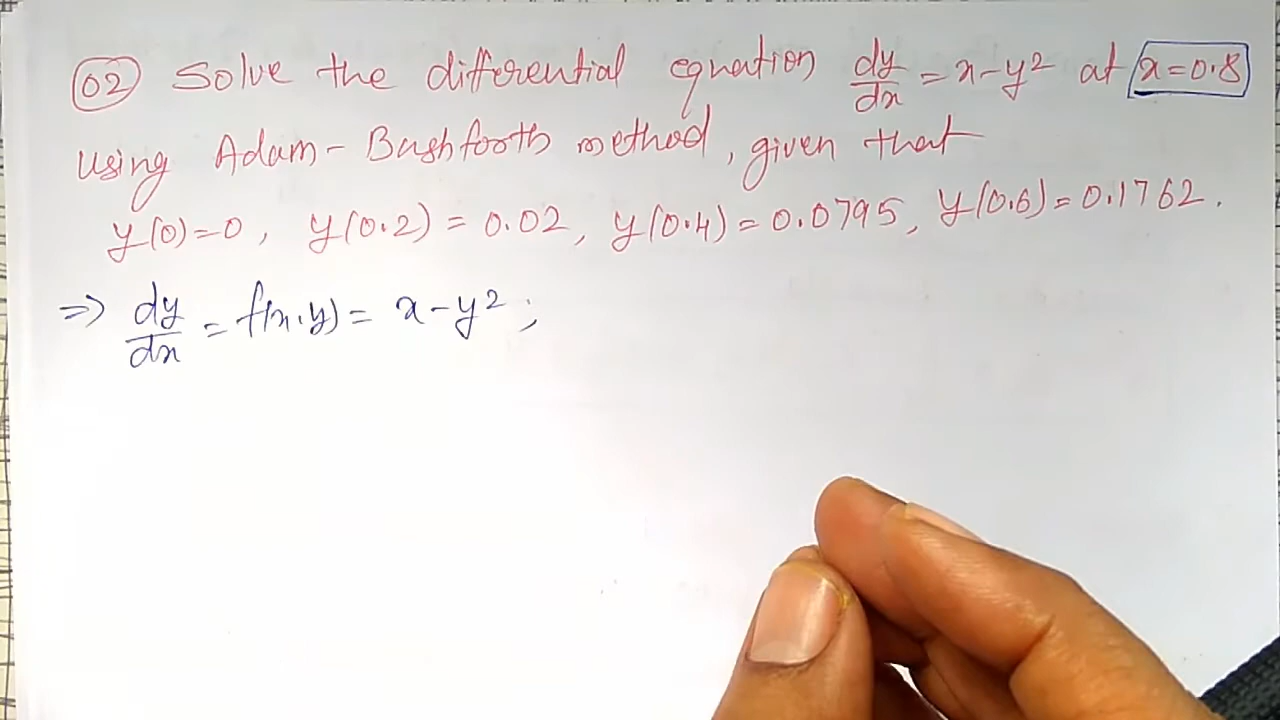 02 Solve the differential equation dy/dx = x - y² at x = 0.8
Using Adam - Bashforth method, given that
y(0) = 0, y(0.2) = 0.02, y(0.4) = 0.0795, y(0.6) = 0.1762.
⇒ dy/dx = f(x, y) = x - y² ;